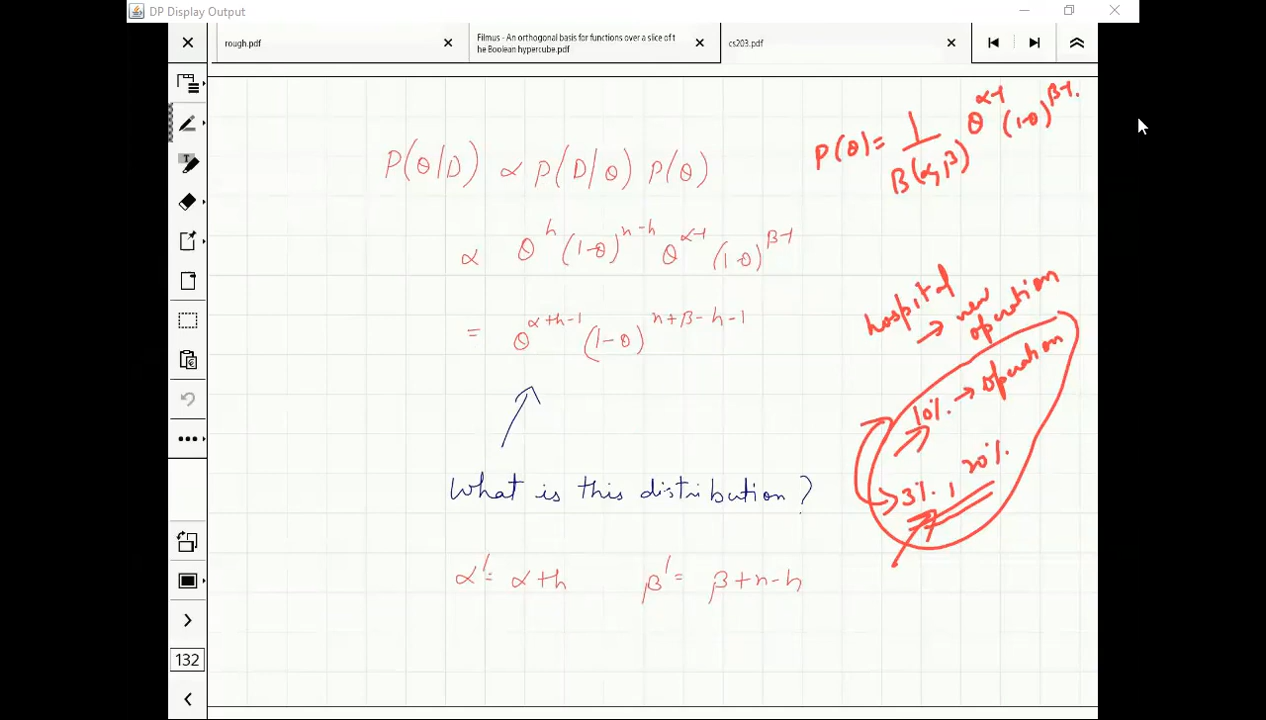 DP Display Output
rough.pdf
Filmus - An orthogonal basis for functions over a slice of t
he Boolean hypercube.pdf
cs203.pdf
P(θ) = 1/B(α,β) θ^(α-1) (1-θ)^(β-1).
P(θ|D) ∝ P(D|θ) P(θ)
∝ θ^h (1-θ)^(n-h) θ^(α-1) (1-θ)^(β-1)
= θ^(α+h-1) (1-θ)^(n+β-h-1)
hospital
→ new
operation
10%. → operation
3%. , 20%.
What is this distribution?
α' = α+h β' = β+n-h
132